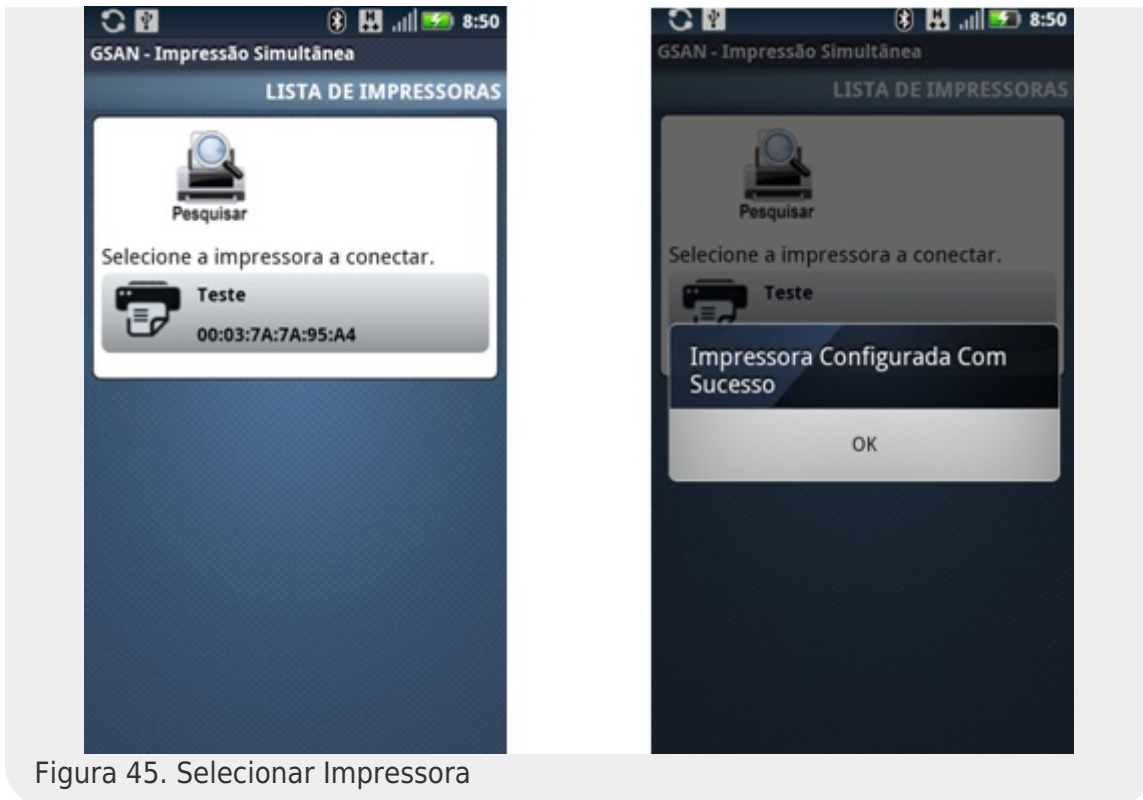 8:50
GSAN - Impressão Simultânea
LISTA DE IMPRESSORAS
Pesquisar
Selecione a impressora a conectar.
Teste
00:03:7A:7A:95:A4
8:50
GSAN - Impressão Simultânea
LISTA DE IMPRESSORAS
Pesquisar
Selecione a impressora a conectar.
Teste
Impressora Configurada Com
Sucesso
OK
Figura 45. Selecionar Impressora